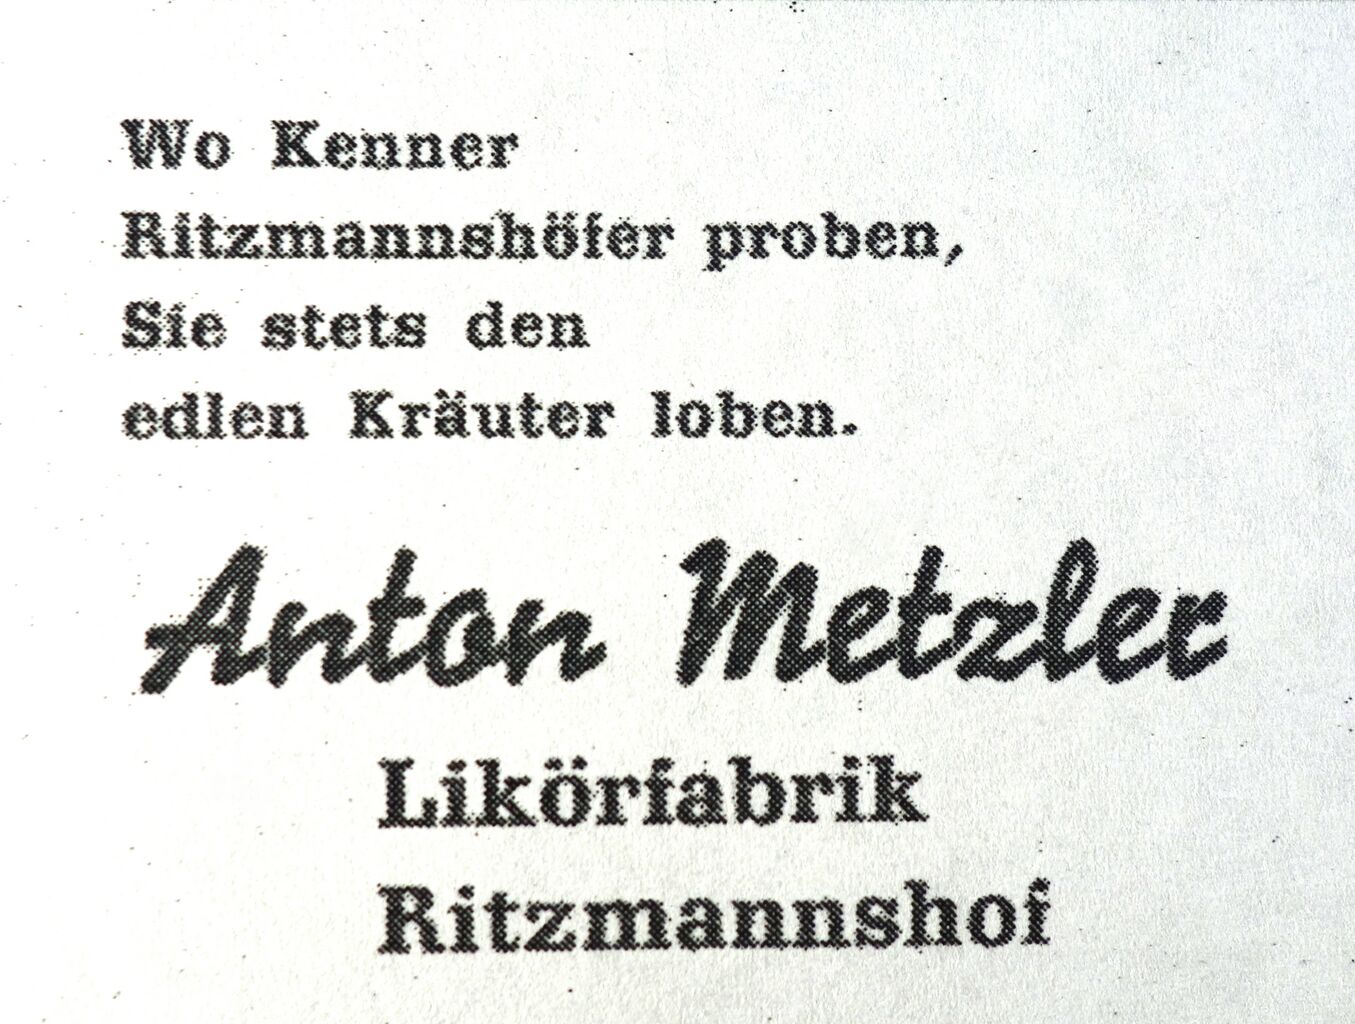 Wo Kenner
Ritzmannshöfer proben,
Sie stets den
edlen Kräuter loben.
Anton Metzler
Likörfabrik
Ritzmannshof